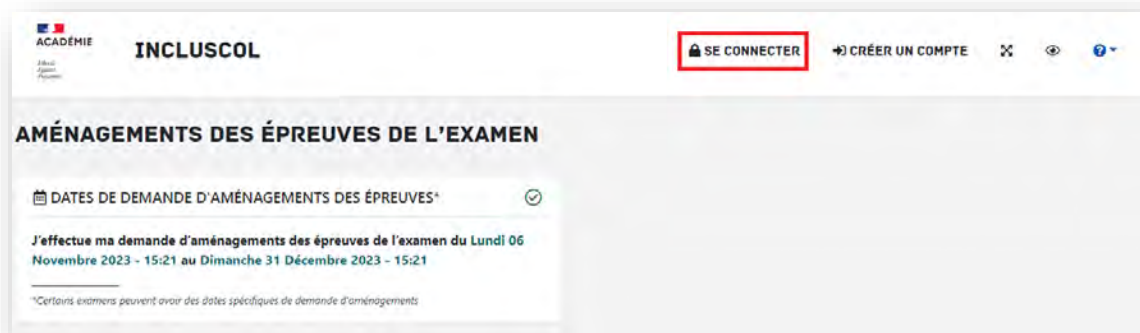 ACADÉMIE
INCLUSCOL
SE CONNECTER
CRÉER UN COMPTE
AMÉNAGEMENTS DES ÉPREUVES DE L'EXAMEN
DATES DE DEMANDE D'AMÉNAGEMENTS DES ÉPREUVES*
J'effectue ma demande d'aménagements des épreuves de l'examen du Lundi 06
Novembre 2023 - 15:21 au Dimanche 31 Décembre 2023 - 15:21
*Certains examens peuvent avoir des dates spécifiques de demande d'aménagements